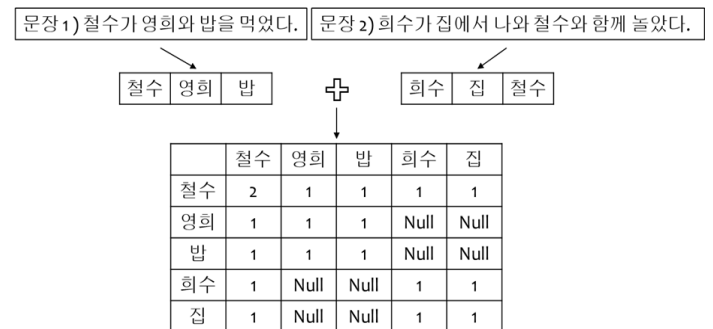 문장 1) 철수가 영희와 밥을 먹었다. 문장 2) 희수가 집에서 나와 철수와 함께 놀았다.
철수 영희 밥 희수 집 철수
철수 영희 밥 희수 집
철수 2 1 1 1 1
영희 1 1 1 Null Null
밥 1 1 1 Null Null
희수 1 Null Null 1 1
집 1 Null Null 1 1